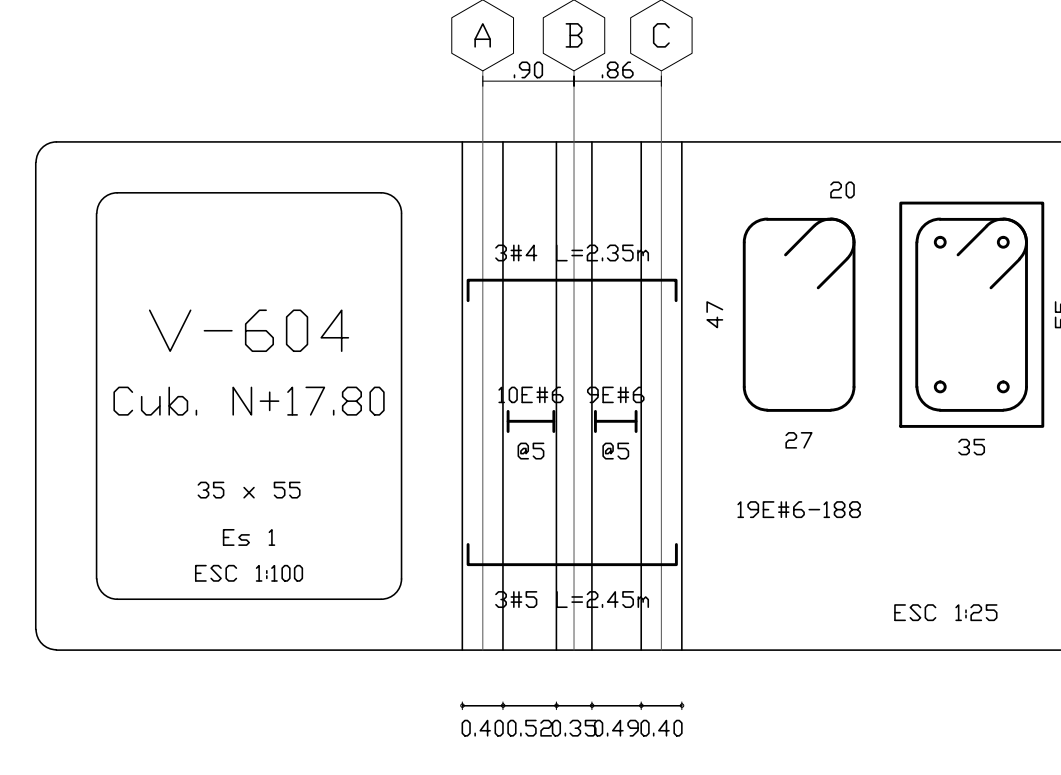 A B C
.90 .86
20
3#4 L=2.35m
47
55
V-604
Cub. N+17.80
10E#6 9E#6
@5 @5
27
35
35 x 55
19E#6-188
Es 1
ESC 1:100
3#5 L=2.45m
ESC 1:25
0.40 0.52 0.35 0.49 0.40